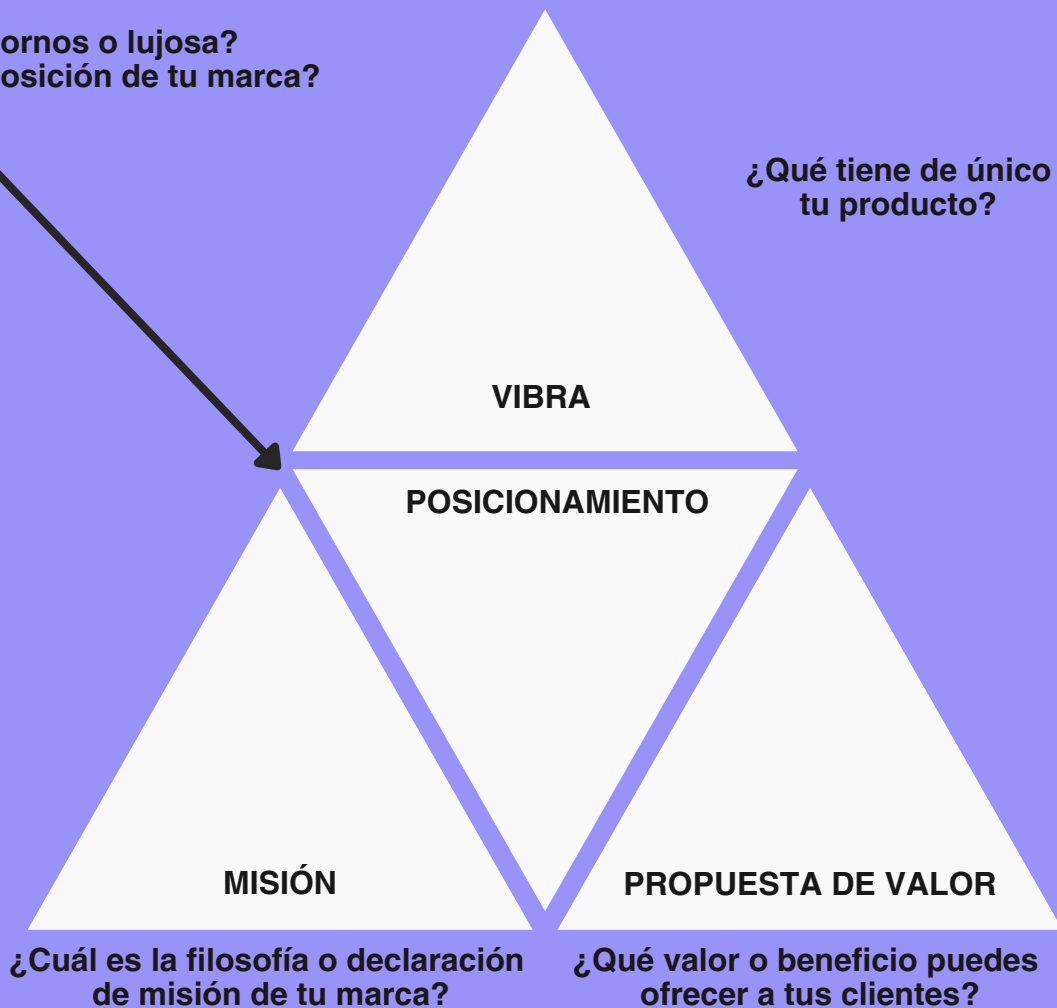 ornos o lujosa?
osición de tu marca?
¿Qué tiene de único
tu producto?
VIBRA
POSICIONAMIENTO
MISIÓN
PROPUESTA DE VALOR
¿Cuál es la filosofía o declaración
de misión de tu marca?
¿Qué valor o beneficio puedes
ofrecer a tus clientes?